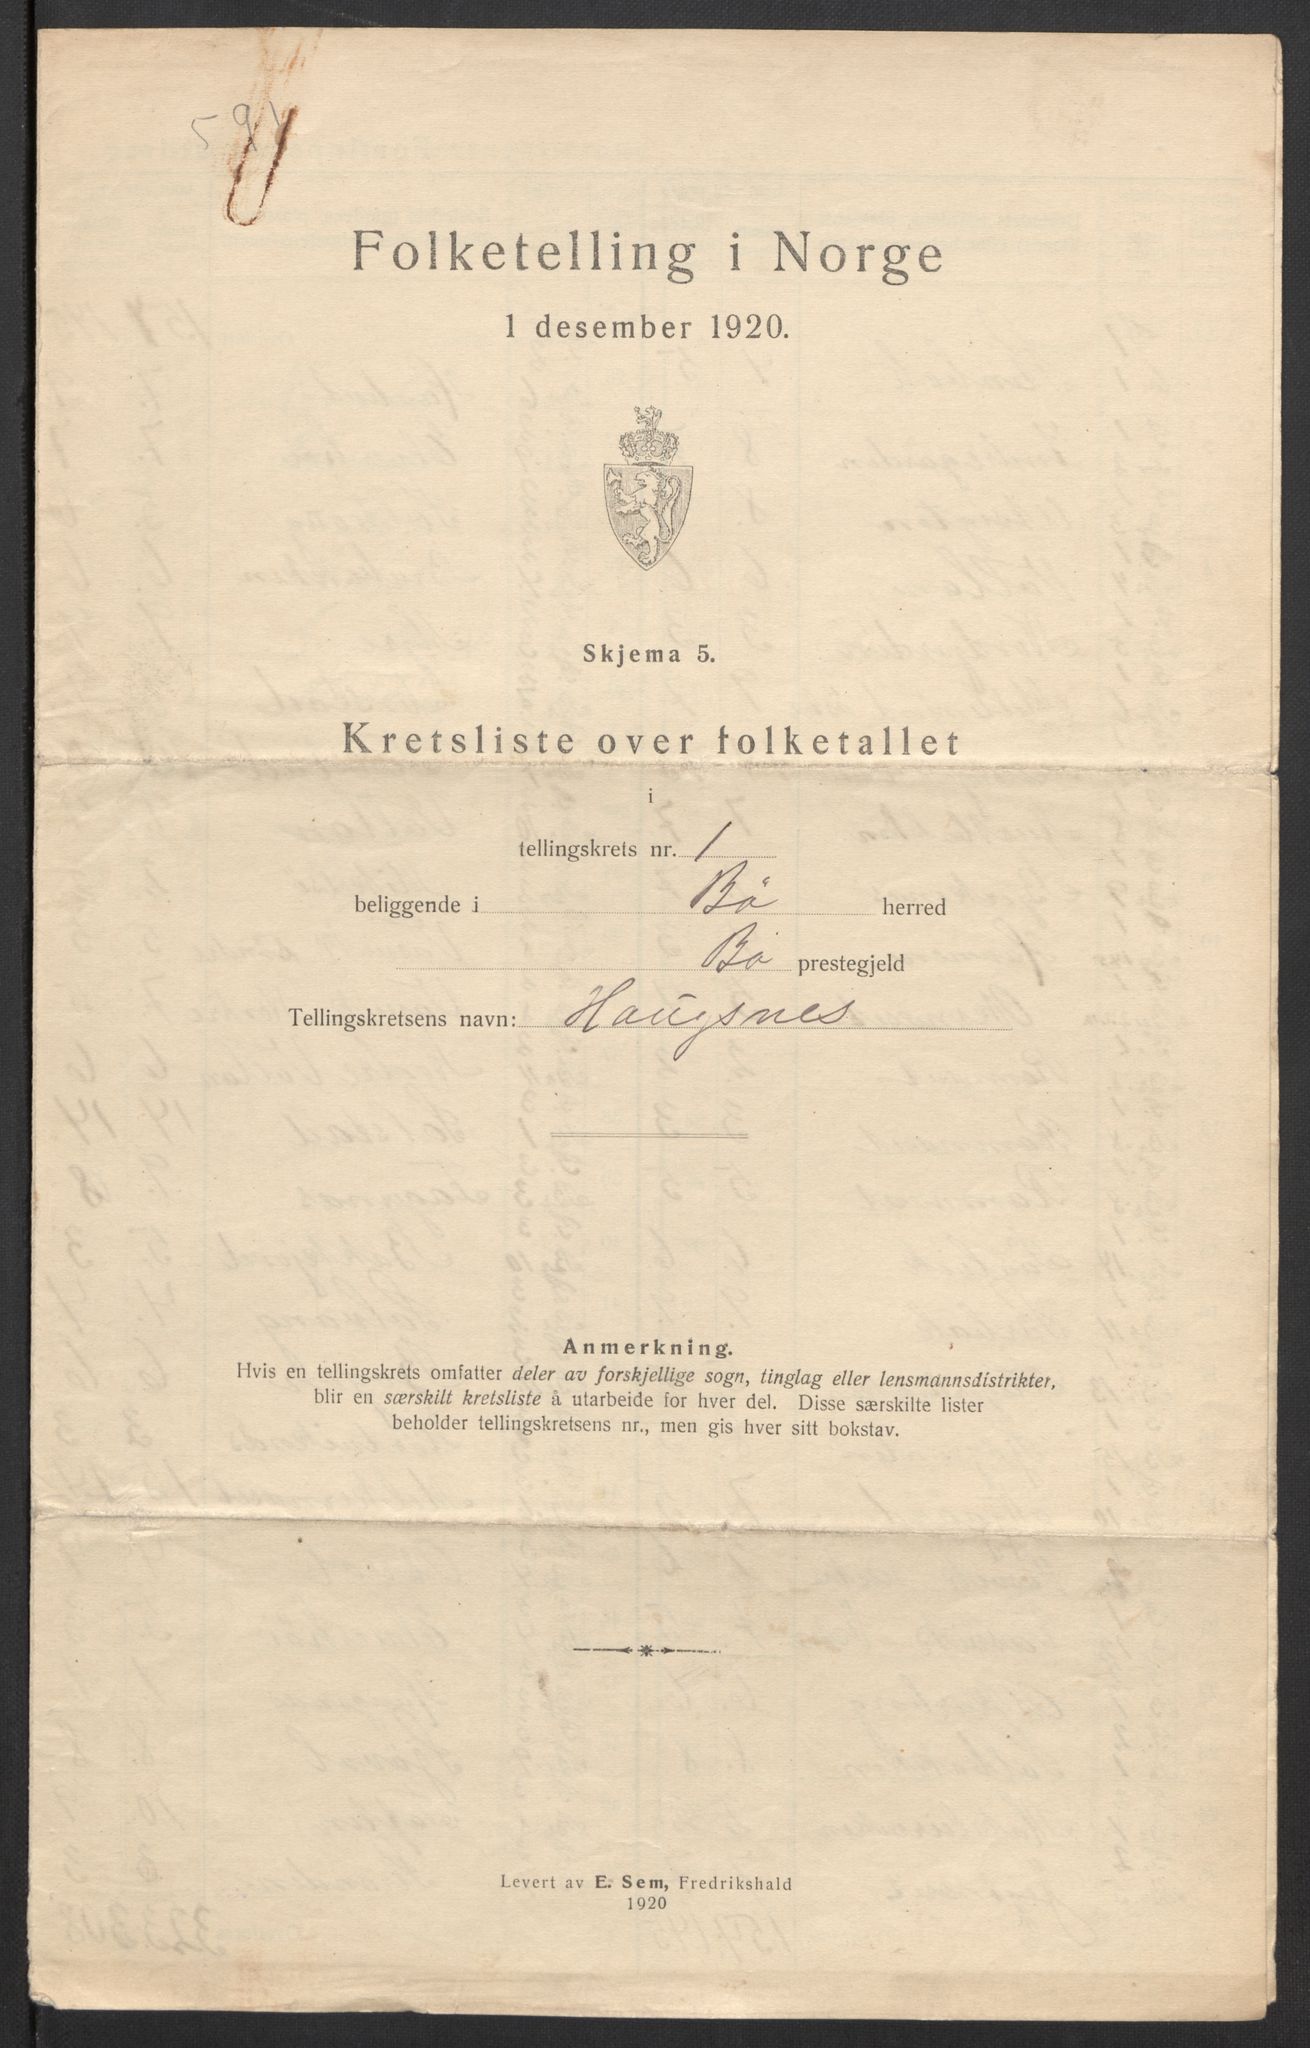 Folketelling i Norge
1 desember 1920.
Skjema 5.
Kretsliste over folketallet
i
tellingskrets nr. 1
beliggende i Bö herred
Bö prestegjeld
Tellingskretsens navn: Haugsnes
Anmerkning.
Hvis en tellingskrets omfatter deler av forskjellige sogn, tinglag eller lensmannsdistrikter,
blir en særskilt kretsliste å utarbeide for hver del. Disse særskilte lister
beholder tellingskretsens nr., men gis hver sitt bokstav.
Levert av E. Sem, Fredrikshald
1920